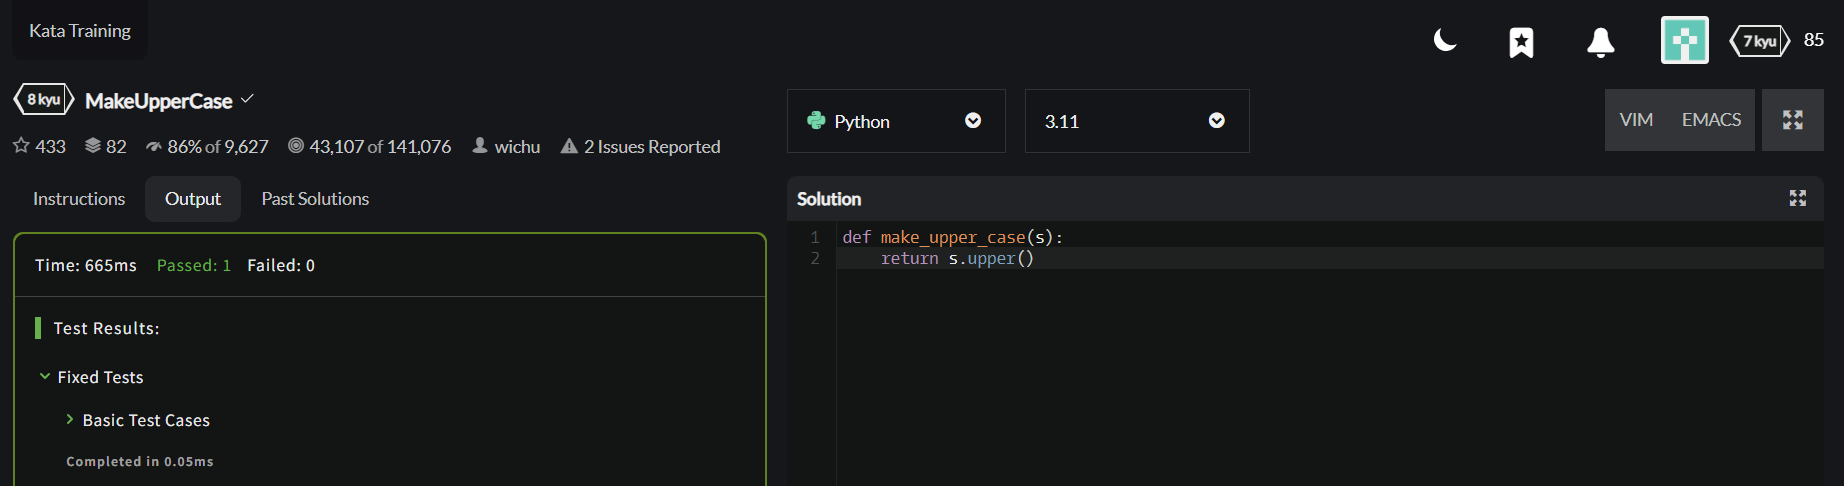 Kata Training
7 kyu 85
8 kyu MakeUpperCase
433 82 86% of 9,627 43,107 of 141,076 wichu 2 Issues Reported
Python 3.11 VIM EMACS
Instructions Output Past Solutions
Time: 665ms Passed: 1 Failed: 0
Test Results:
Fixed Tests
Basic Test Cases
Completed in 0.05ms
Solution
1 def make_upper_case(s):
2     return s.upper()